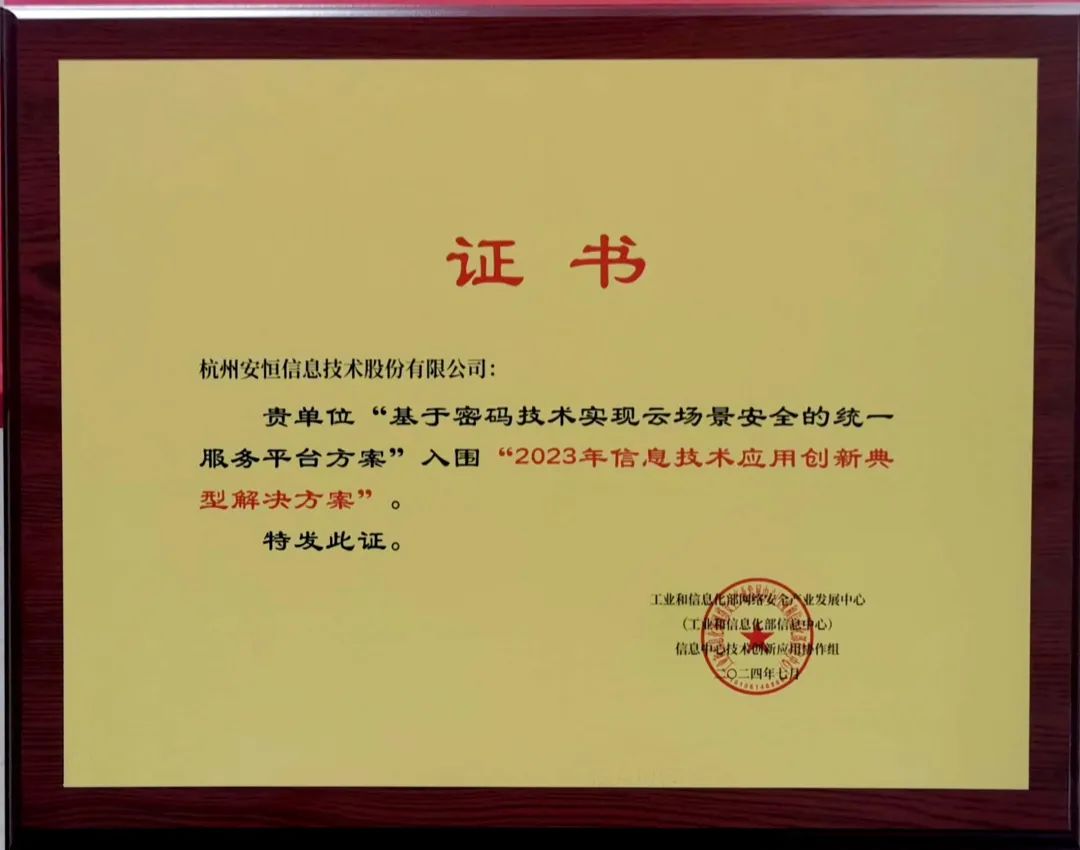 证 书
杭州安恒信息技术股份有限公司：
贵单位“基于密码技术实现云场景安全的统一
服务平台方案”入围“2023年信息技术应用创新典
型解决方案”。
特发此证。
工业和信息化部网络安全产业发展中心
（工业和信息化部信息中心）
信息中心技术创新应用协作组
二〇二四年七月